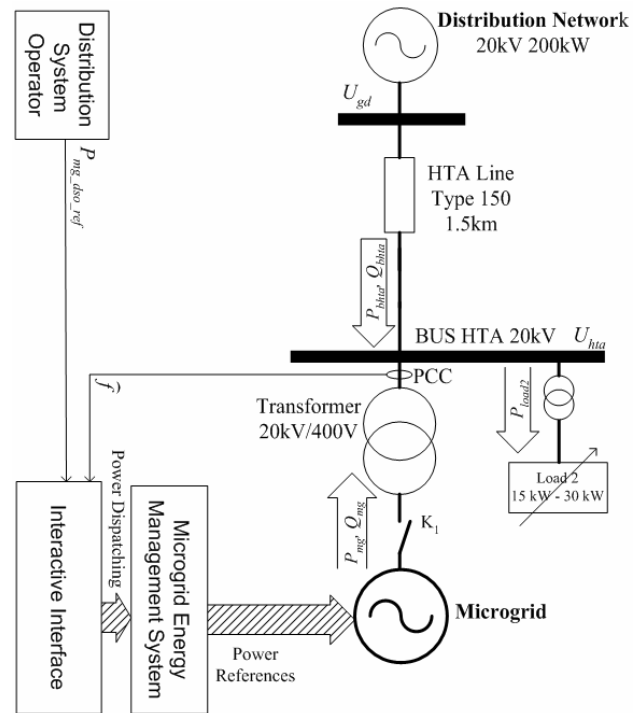 Distribution
System
Operator
Distribution Network
20kV 200kW
U_gd
P_mg_dso_ref
HTA Line
Type 150
1.5km
P_bhta, Q_bhta
BUS HTA 20kV
U_hta
f
PCC
P_load2
Transformer
20kV/400V
Load 2
15 kW - 30 kW
Power Dispatching
P_mg, Q_mg
K_1
Interactive Interface
Microgrid Energy
Management System
Microgrid
Power
References